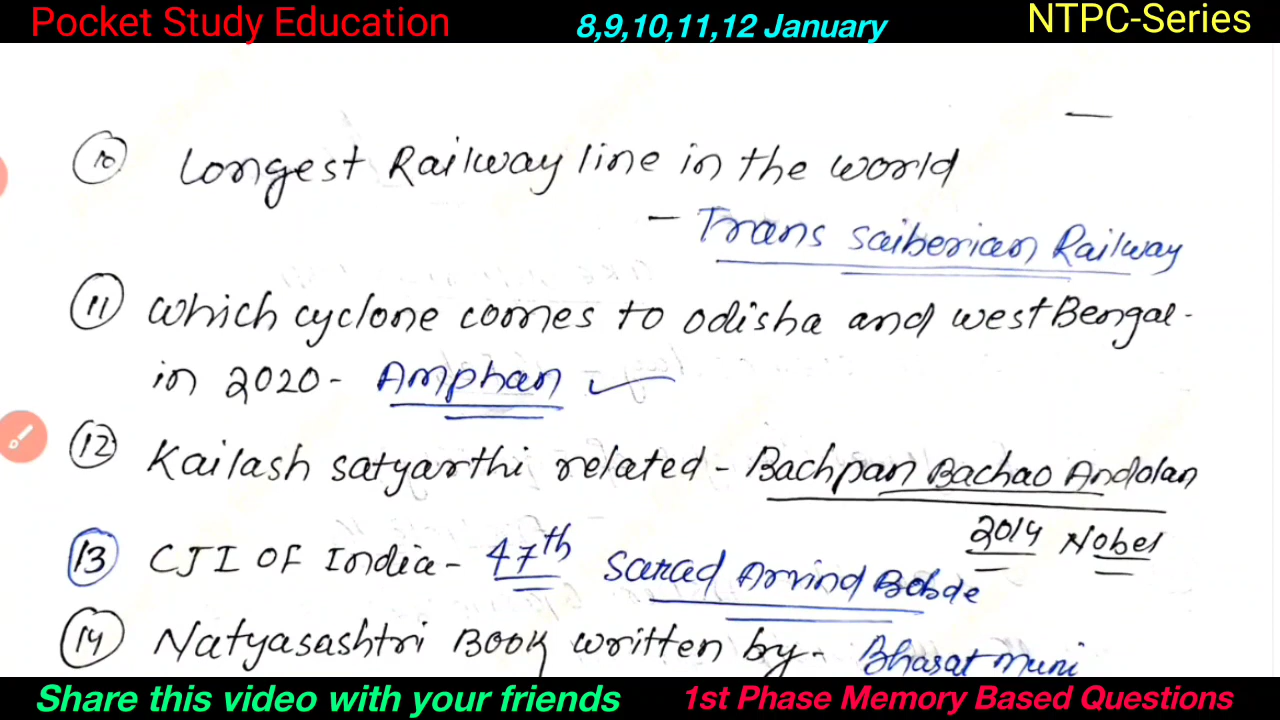 Pocket Study Education
8,9,10,11,12 January
NTPC-Series
10 Longest Railway line in the world
- Trans Saiberian Railway
11 Which cyclone comes to odisha and west Bengal -
in 2020 - Amphan ✓
12 Kailash satyarthi related - Bachpan Bachao Andolan
2014 Nobel
13 CJI OF India - 47th Sarad Arvind Bobde
14 Natyasashtri Book written by - Bharat muni
Share this video with your friends
1st Phase Memory Based Questions